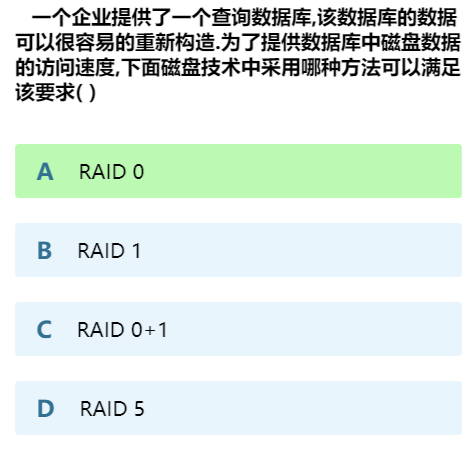 一个企业提供了一个查询数据库,该数据库的数据
可以很容易的重新构造.为了提供数据库中磁盘数据
的访问速度,下面磁盘技术中采用哪种方法可以满足
该要求( )
A RAID 0
B RAID 1
C RAID 0+1
D RAID 5